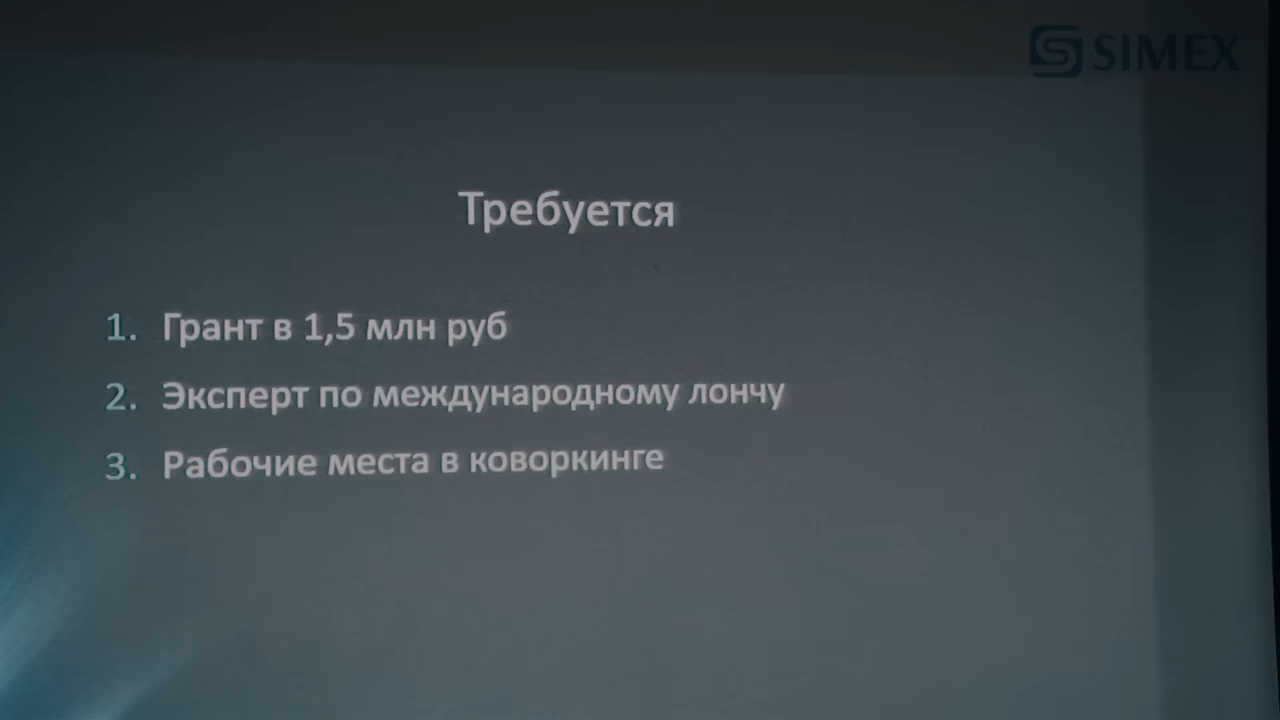 SIMEX
Требуется
1. Грант в 1,5 млн руб
2. Эксперт по международному лончу
3. Рабочие места в коворкинге